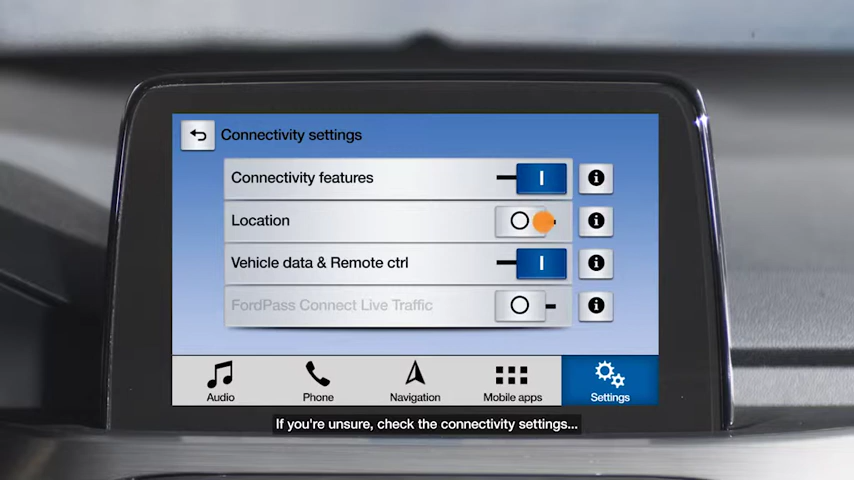 Connectivity settings
Connectivity features
Location
Vehicle data & Remote ctrl
FordPass Connect Live Traffic
Audio
Phone
Navigation
Mobile apps
Settings
If you're unsure, check the connectivity settings...